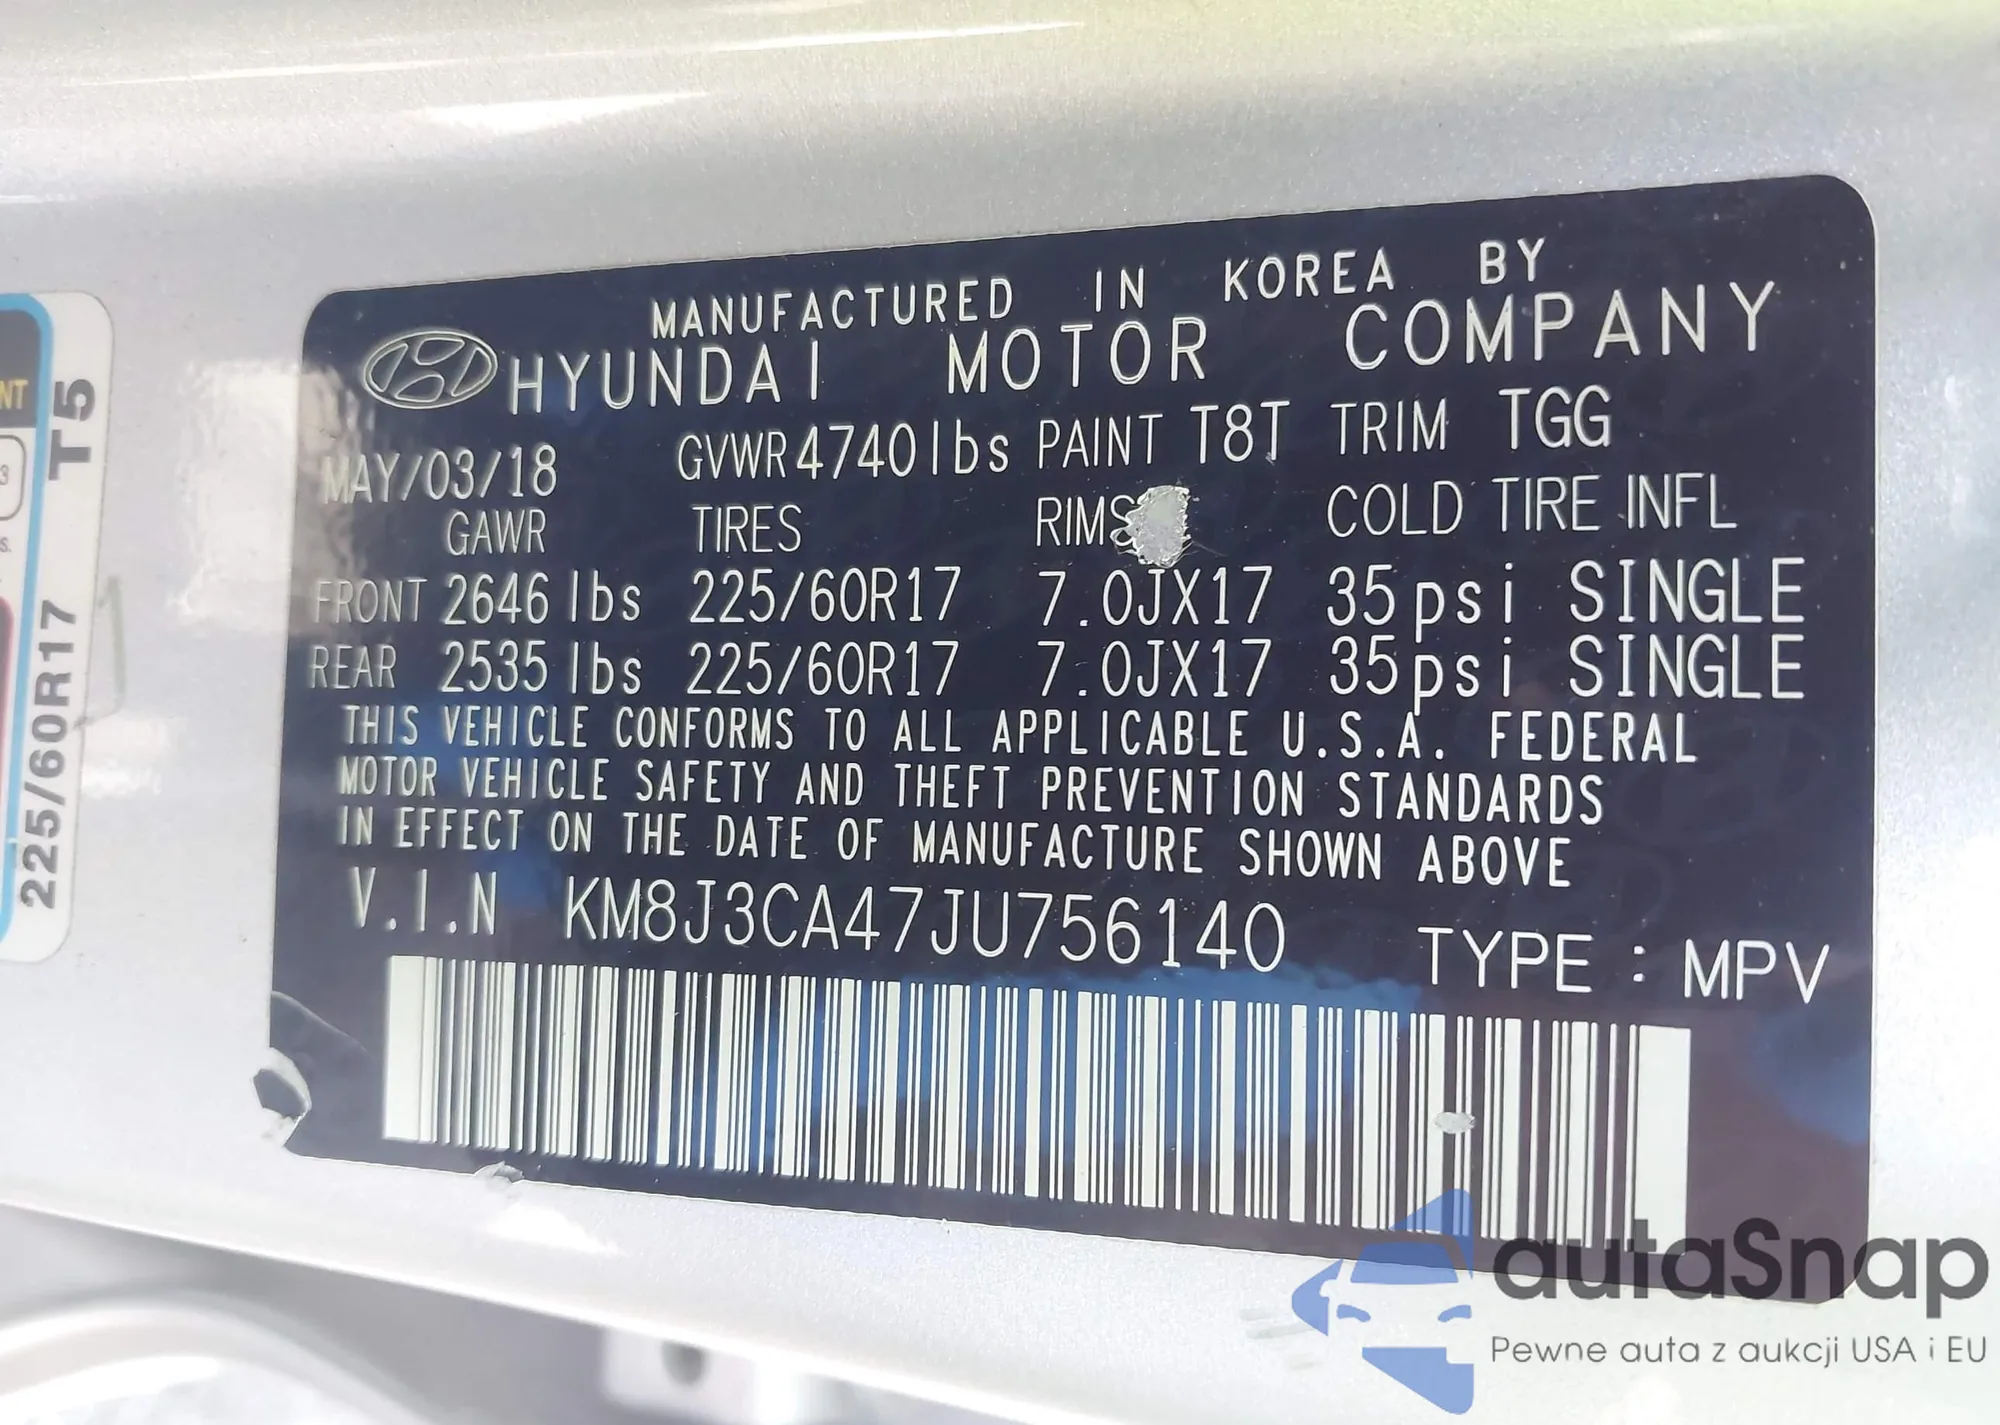 MANUFACTURED IN KOREA BY
HYUNDAI MOTOR COMPANY
MAY/03/18 GVWR 4740lbs PAINT T8T TRIM TGG
GAWR TIRES RIMS COLD TIRE INFL
FRONT 2646 lbs 225/60R17 7.0JX17 35psi SINGLE
REAR 2535 lbs 225/60R17 7.0JX17 35psi SINGLE
THIS VEHICLE CONFORMS TO ALL APPLICABLE U.S.A. FEDERAL
MOTOR VEHICLE SAFETY AND THEFT PREVENTION STANDARDS
IN EFFECT ON THE DATE OF MANUFACTURE SHOWN ABOVE
V.I.N KM8J3CA47JU756140 TYPE : MPV
225/60R17 T5
autaSnap
Pewne auta z aukcji USA i EU